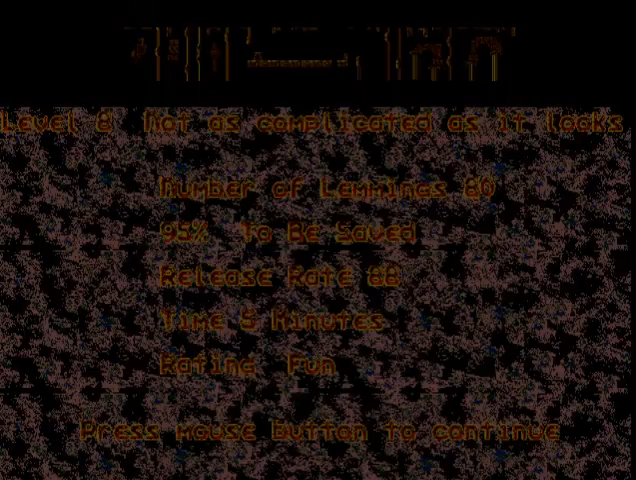 Level 8 Not as complicated as it looks
Number of Lemmings 80
95% To Be Saved
Release Rate 88
Time 5 Minutes
Rating Fun
Press mouse button to continue